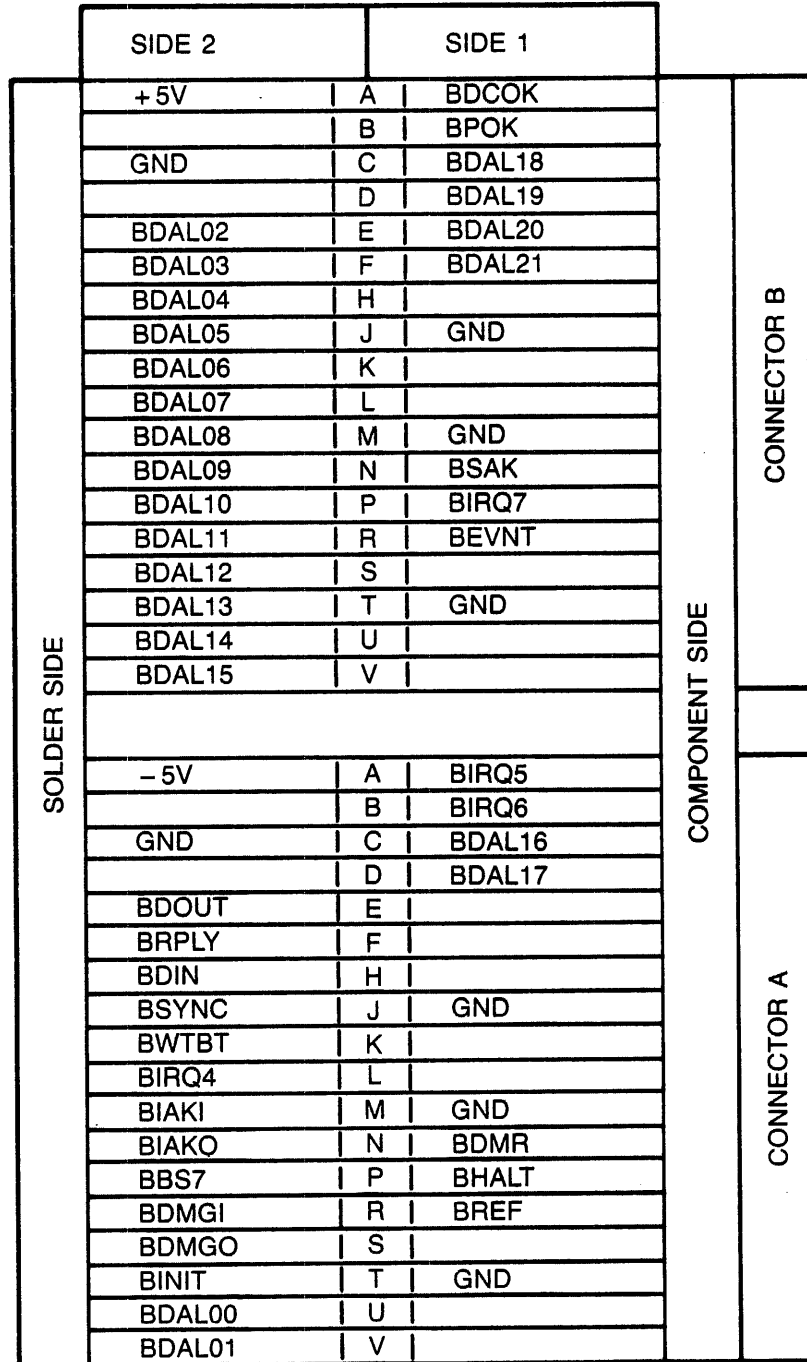 SIDE 2 SIDE 1
+5V A BDCOK
B BPOK
GND C BDAL18
D BDAL19
BDAL02 E BDAL20
BDAL03 F BDAL21
BDAL04 H
BDAL05 J GND
BDAL06 K
BDAL07 L
BDAL08 M GND
BDAL09 N BSAK
BDAL10 P BIRQ7
BDAL11 R BEVNT
BDAL12 S
BDAL13 T GND
BDAL14 U
BDAL15 V
-5V A BIRQ5
B BIRQ6
GND C BDAL16
D BDAL17
BDOUT E
BRPLY F
BDIN H
BSYNC J GND
BWTBT K
BIRQ4 L
BIAKI M GND
BIAKO N BDMR
BBS7 P BHALT
BDMGI R BREF
BDMGO S
BINIT T GND
BDAL00 U
BDAL01 V
SOLDER SIDE
COMPONENT SIDE
CONNECTOR B
CONNECTOR A